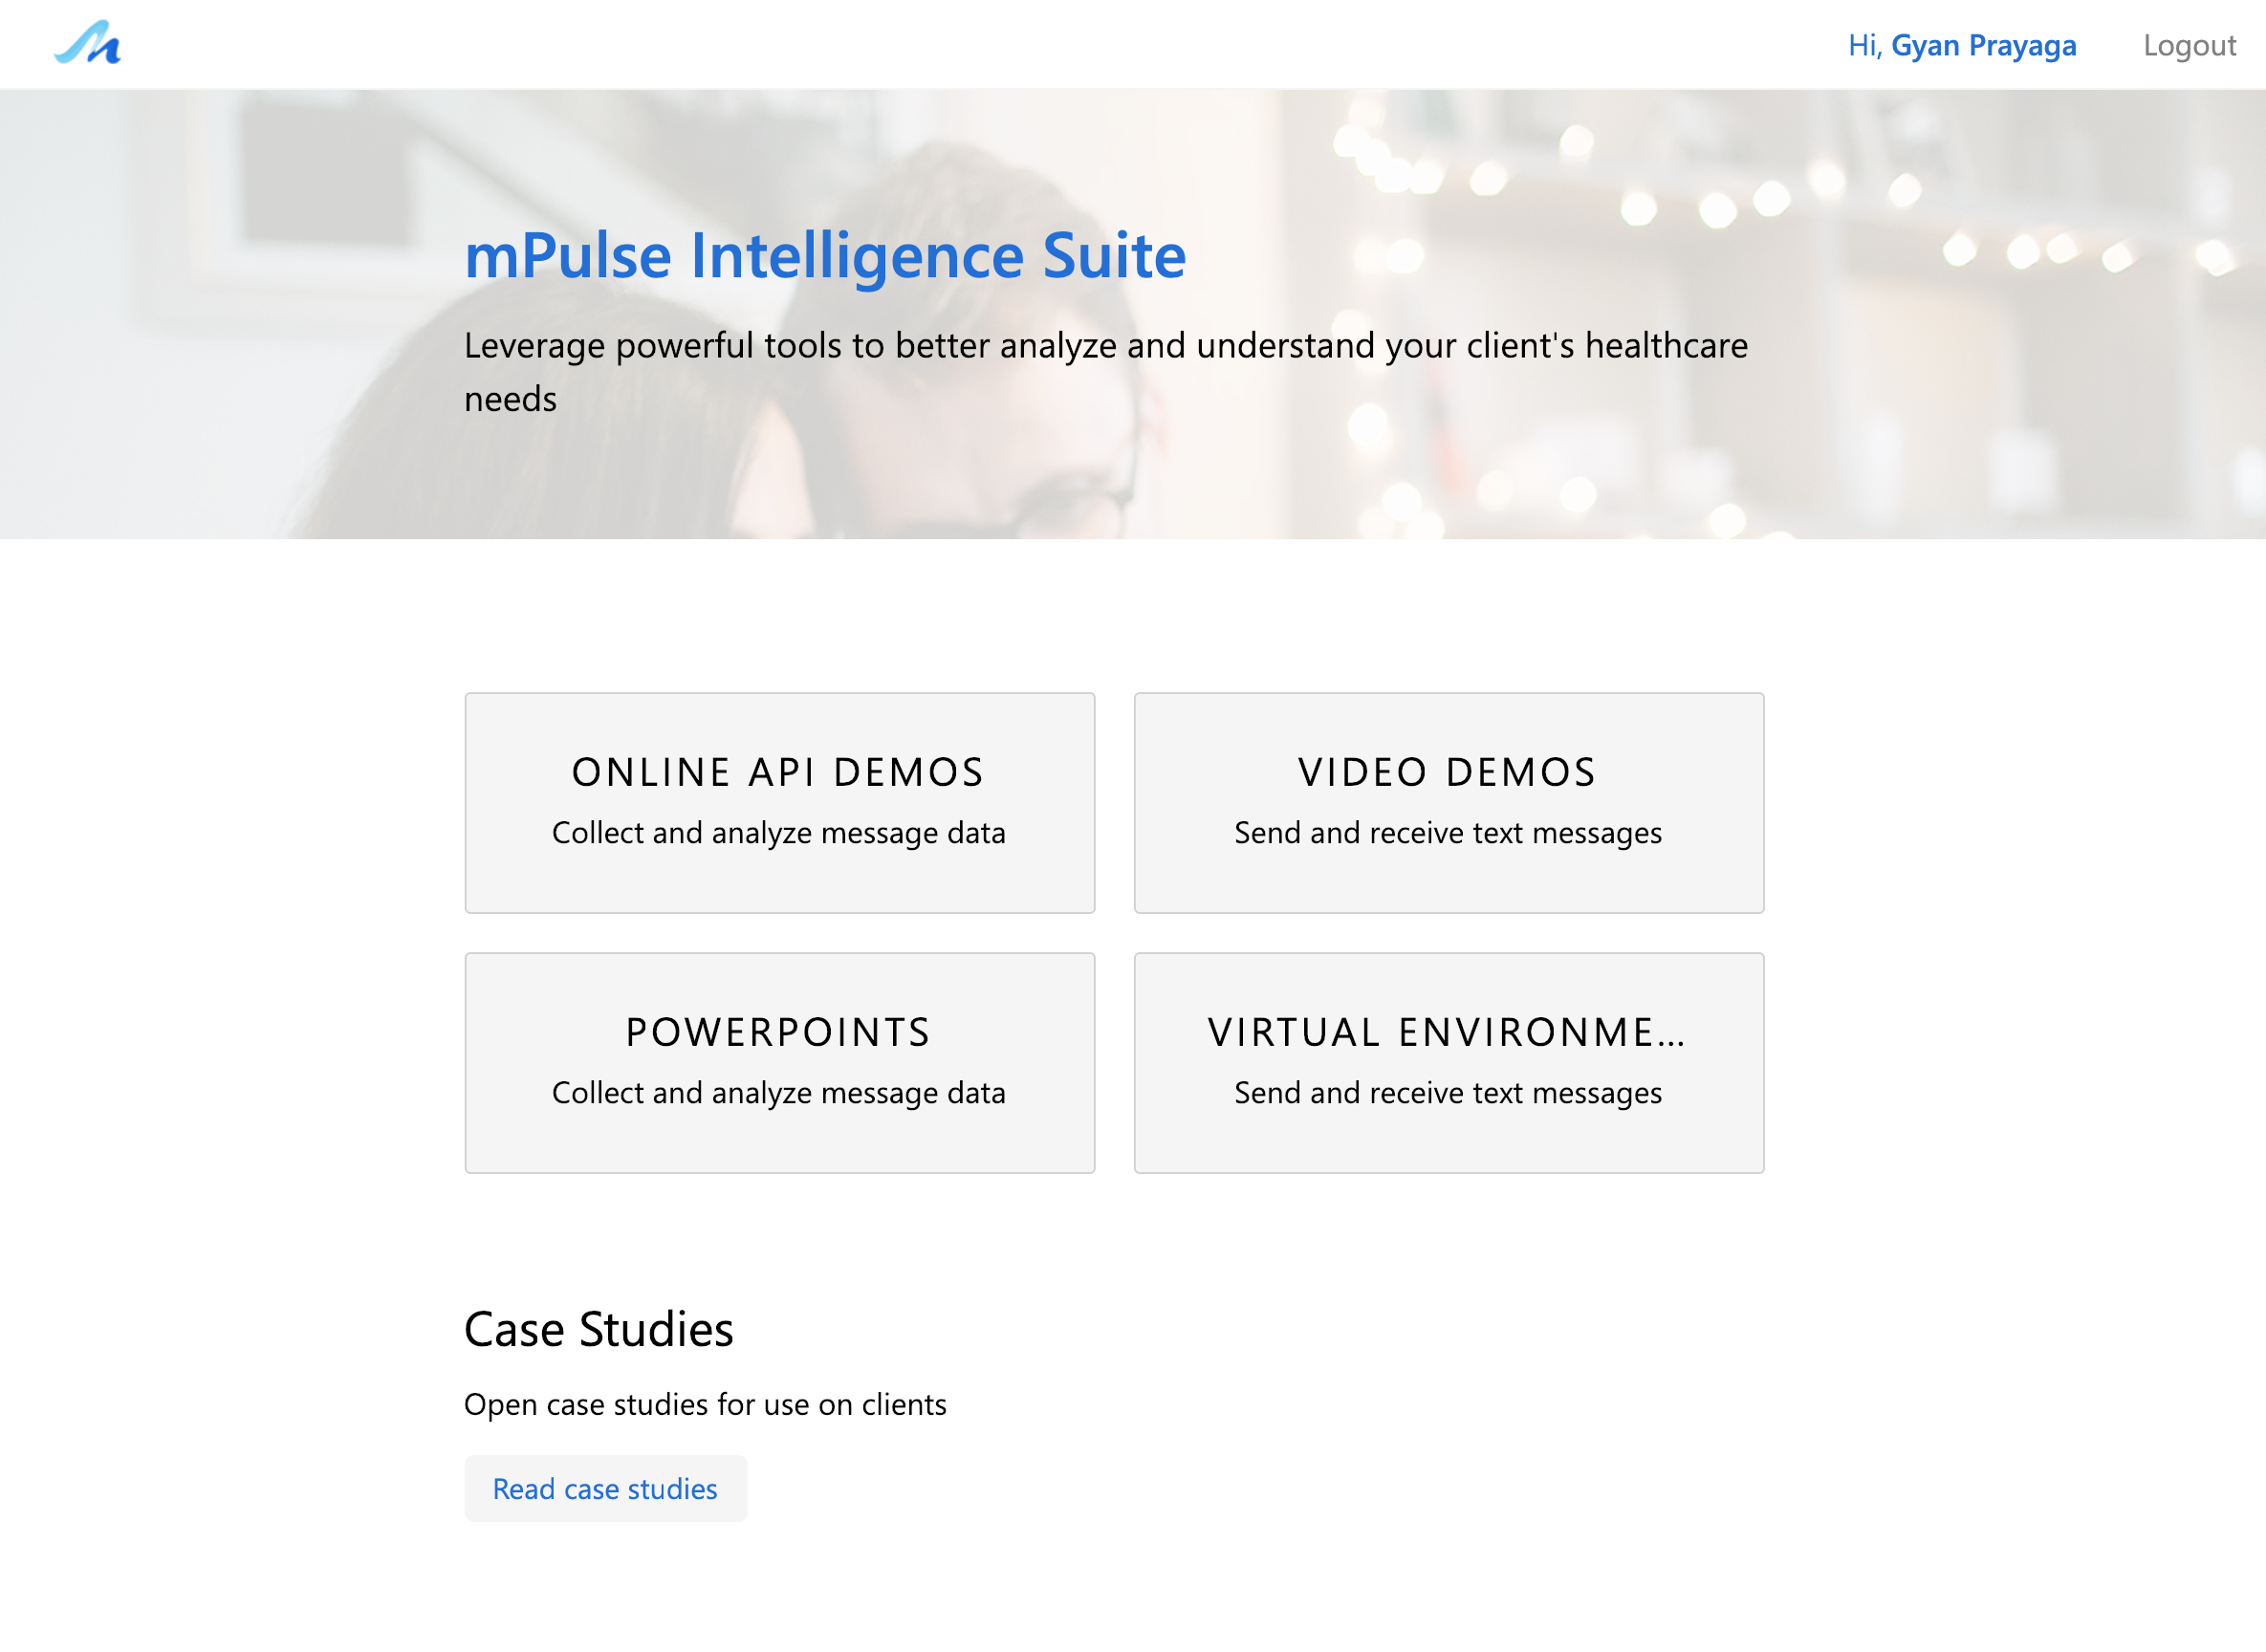 Hi, Gyan Prayaga
Logout
mPulse Intelligence Suite
Leverage powerful tools to better analyze and understand your client's healthcare
needs
ONLINE API DEMOS
Collect and analyze message data
VIDEO DEMOS
Send and receive text messages
POWERPOINTS
Collect and analyze message data
VIRTUAL ENVIRONME...
Send and receive text messages
Case Studies
Open case studies for use on clients
Read case studies